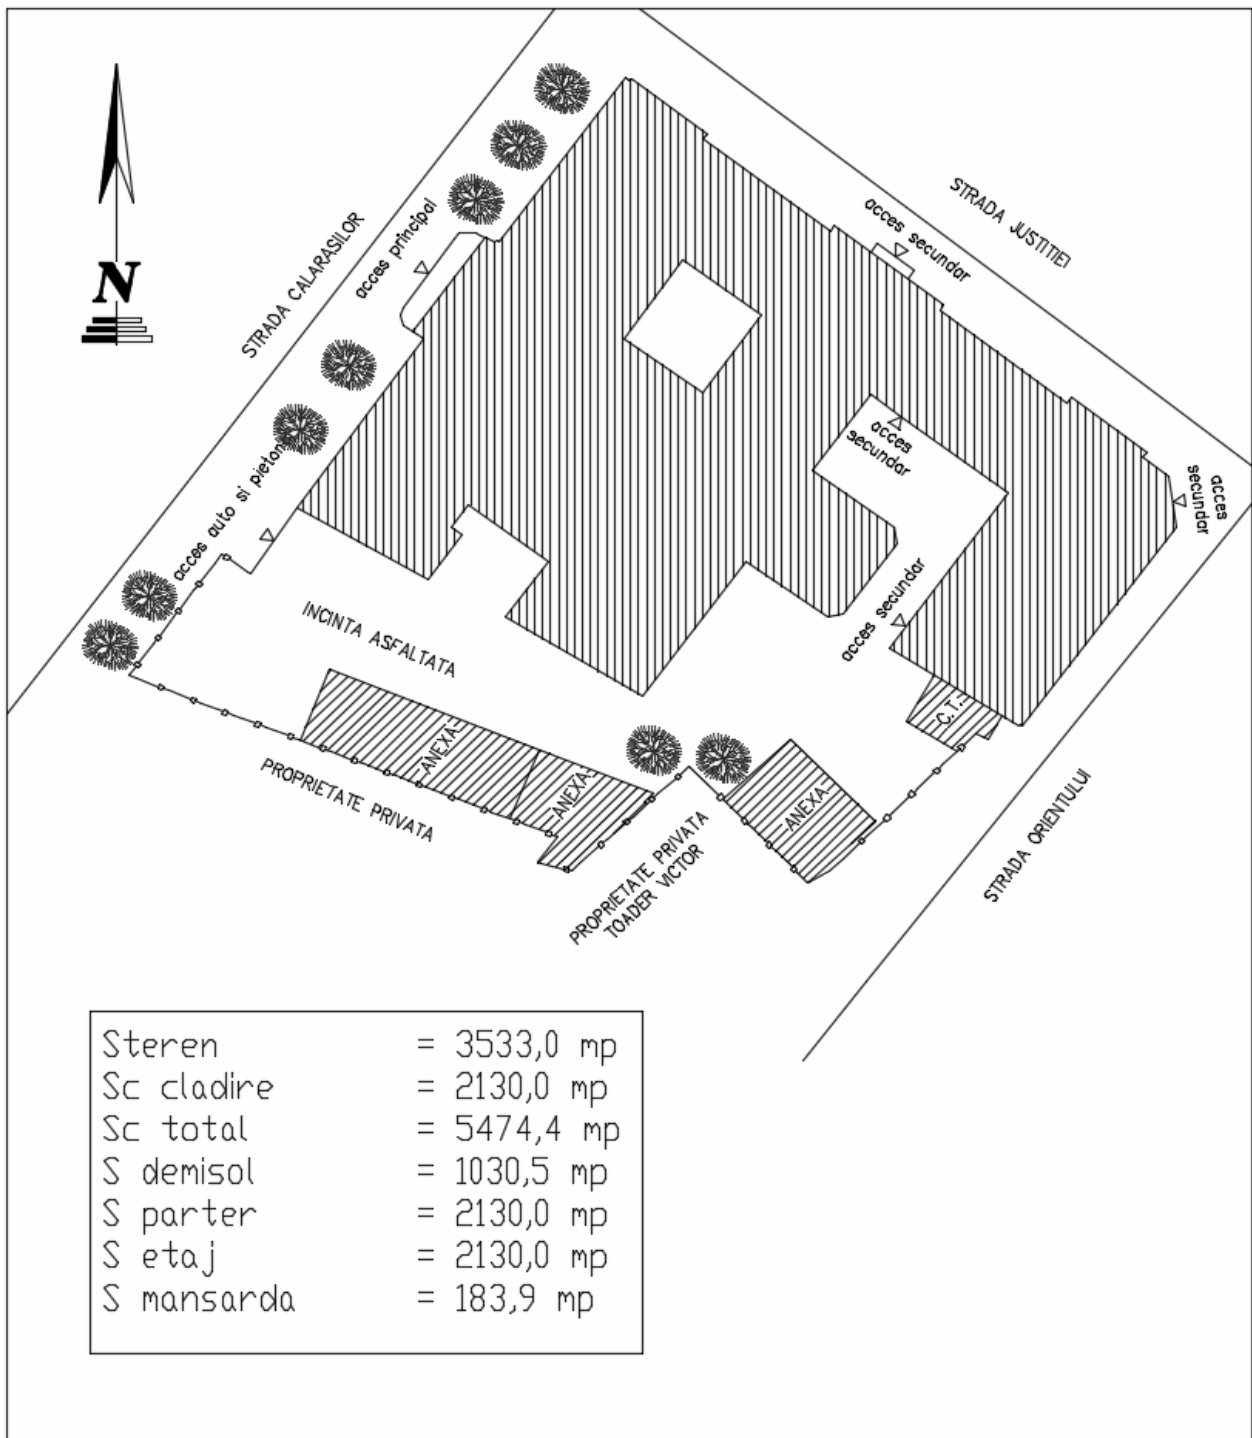 STRADA JUSTITIEI
acces secundar
acces principal
STRADA CALARASILOR
N
acces
secundar
acces
secundar
acces auto si pieton
acces secundar
INCINTA ASFALTATA
C.T.
ANEXA
ANEXA
ANEXA
PROPRIETATE PRIVATA
PROPRIETATE PRIVATA
TOADER VICTOR
STRADA ORIENTULUI
Steren = 3533,0 mp
Sc cladire = 2130,0 mp
Sc total = 5474,4 mp
S demisol = 1030,5 mp
S parter = 2130,0 mp
S etaj = 2130,0 mp
S mansarda = 183,9 mp